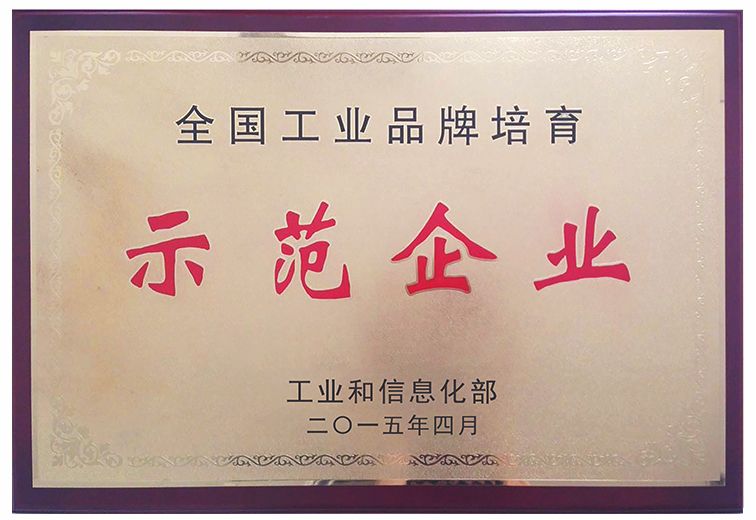 全国工业品牌培育
示范企业
工业和信息化部
二〇一五年四月